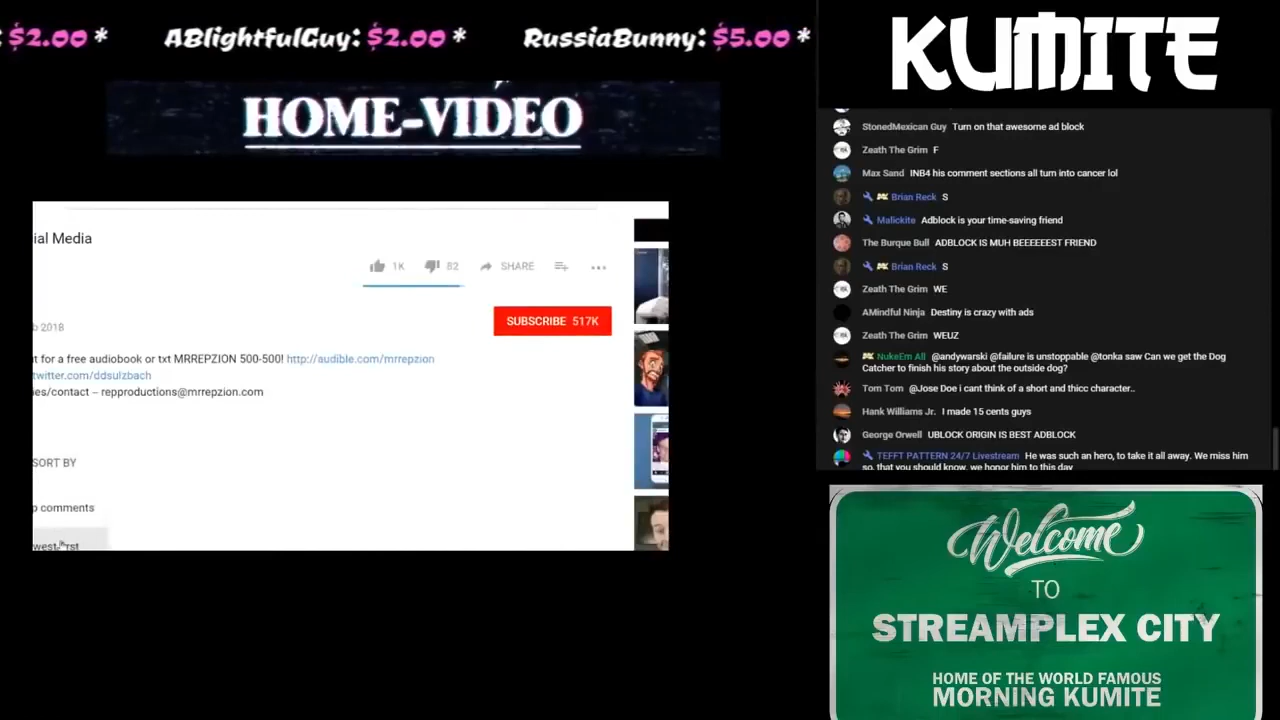 : $2.00 * ABlightfulGuy: $2.00 * RussiaBunny: $5.00 *
HOME-VIDEO
ial Media
1K 82 SHARE
SUBSCRIBE 517K
2018
for a free audiobook or txt MRREPZION 500-500! http://audible.com/mrrepzion
twitter.com/ddsulzbach
ies/contact – repproductions@mrrepzion.com
SORT BY
p comments
KUMITE
StonedMexican Guy Turn on that awesome ad block
Zeath The Grim F
Max Sand INB4 his comment sections all turn into cancer lol
Brian Reck S
Malickite Adblock is your time-saving friend
The Burque Bull ADBLOCK IS MUH BEEEEEEST FRIEND
Brian Reck S
Zeath The Grim WE
AMindful Ninja Destiny is crazy with ads
Zeath The Grim WEUZ
NukeEm All @andywarski @failure is unstoppable @tonka saw Can we get the Dog
Catcher to finish his story about the outside dog?
Tom Tom @Jose Doe i cant think of a short and thicc character..
Hank Williams Jr. I made 15 cents guys
George Orwell UBLOCK ORIGIN IS BEST ADBLOCK
TEFFT PATTERN 24/7 Livestream He was such an hero, to take it all away. We miss him
so, that you should know, we honor him to this day
Welcome
TO
STREAMPLEX CITY
HOME OF THE WORLD FAMOUS
MORNING KUMITE